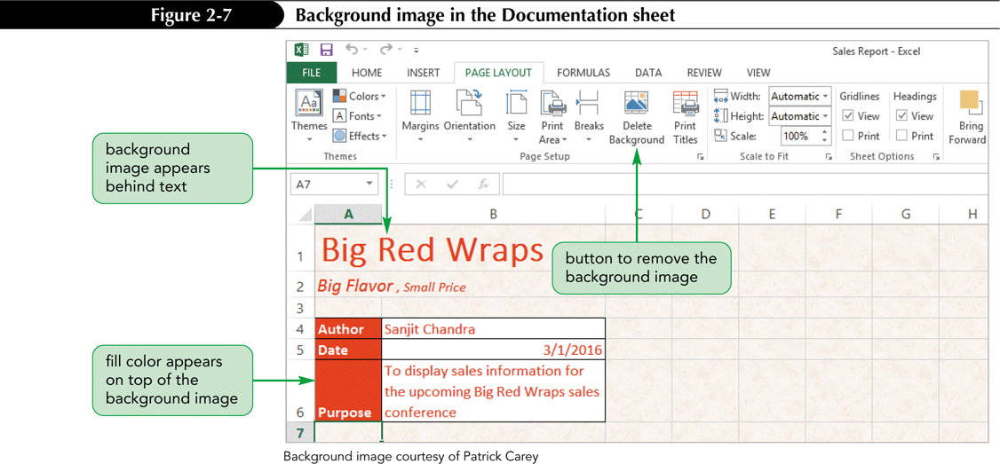 Figure 2-7 Background image in the Documentation sheet
Sales Report - Excel
FILE HOME INSERT PAGE LAYOUT FORMULAS DATA REVIEW VIEW
Aa
Themes
A
Colors
Fonts
Effects
Themes
Margins
Orientation
Size
Print
Area
Breaks
Delete
Background
Print
Titles
Page Setup
Width: Automatic
Height: Automatic
Scale: 100%
Scale to Fit
Gridlines
View
Print
Headings
View
Print
Sheet Options
Bring
Forward
background
image appears
behind text
A7 fx
A B C D E F G H
1 Big Red Wraps
button to remove the
background image
2 Big Flavor , Small Price
3
4 Author Sanjit Chandra
5 Date 3/1/2016
fill color appears
on top of the
background image
To display sales information for
the upcoming Big Red Wraps sales
6 Purpose conference
7
Background image courtesy of Patrick Carey